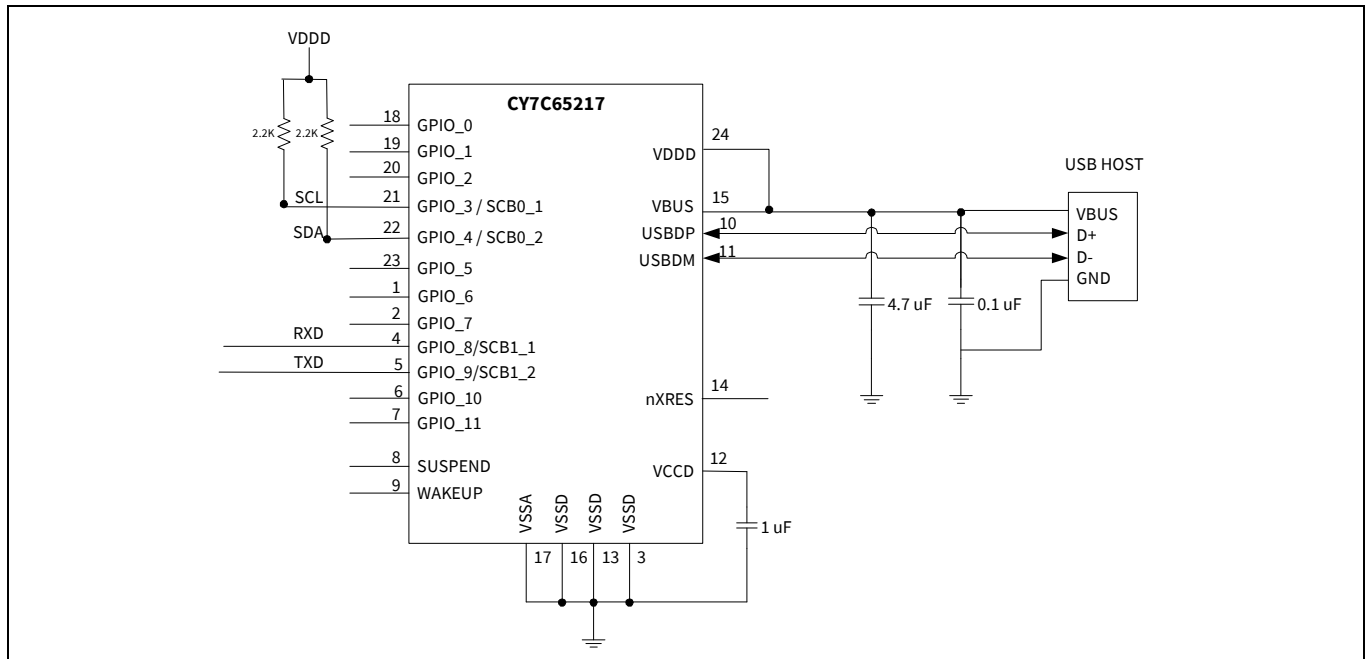 VDDD
CY7C65217
2.2K 2.2K
18 GPIO_0
19 GPIO_1
20 GPIO_2
SCL 21 GPIO_3 / SCB0_1
SDA 22 GPIO_4 / SCB0_2
23 GPIO_5
1 GPIO_6
2 GPIO_7
RXD 4 GPIO_8/SCB1_1
TXD 5 GPIO_9/SCB1_2
6 GPIO_10
7 GPIO_11
8 SUSPEND
9 WAKEUP
VDDD 24
VBUS 15
USBDP 10
USBDM 11
nXRES 14
VCCD 12
VSSA
VSSD
VSSD
VSSD
17 16 13 3
4.7 uF
0.1 uF
1 uF
USB HOST
VBUS
D+
D-
GND